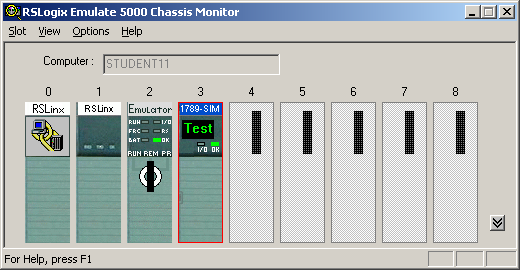 RSLogix Emulate 5000 Chassis Monitor
Slot View Options Help
Computer : STUDENT11
0 1 2 3 4 5 6 7 8
RSLinx RSLinx Emulator 1789-SIM
RUN I/O
FRC RS
BAT OK
RUN REM PR
Test
I/O OK
For Help, press F1